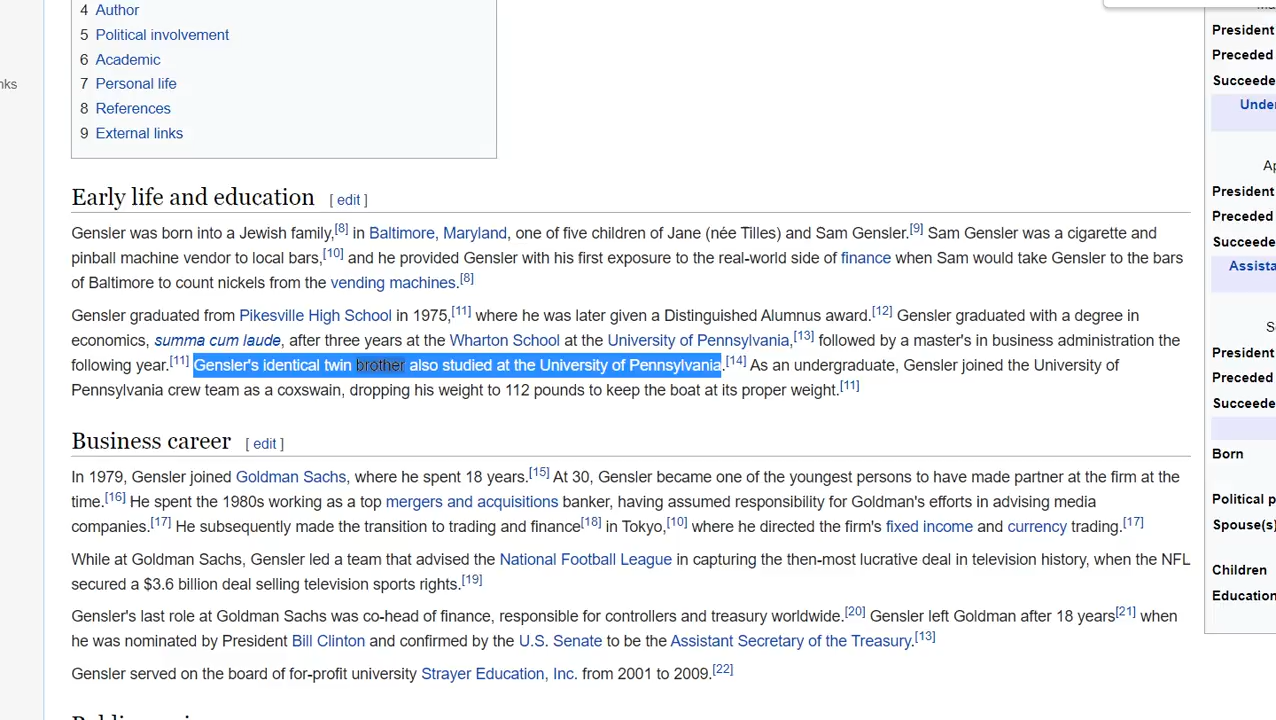 4 Author
5 Political involvement
6 Academic
7 Personal life
8 References
9 External links
nks
Early life and education [ edit ]
Gensler was born into a Jewish family,[8] in Baltimore, Maryland, one of five children of Jane (née Tilles) and Sam Gensler.[9] Sam Gensler was a cigarette and
pinball machine vendor to local bars,[10] and he provided Gensler with his first exposure to the real-world side of finance when Sam would take Gensler to the bars
of Baltimore to count nickels from the vending machines.[8]
Gensler graduated from Pikesville High School in 1975,[11] where he was later given a Distinguished Alumnus award.[12] Gensler graduated with a degree in
economics, summa cum laude, after three years at the Wharton School at the University of Pennsylvania,[13] followed by a master's in business administration the
following year.[11] Gensler's identical twin brother also studied at the University of Pennsylvania.[14] As an undergraduate, Gensler joined the University of
Pennsylvania crew team as a coxswain, dropping his weight to 112 pounds to keep the boat at its proper weight.[11]
Business career [ edit ]
In 1979, Gensler joined Goldman Sachs, where he spent 18 years.[15] At 30, Gensler became one of the youngest persons to have made partner at the firm at the
time.[16] He spent the 1980s working as a top mergers and acquisitions banker, having assumed responsibility for Goldman's efforts in advising media
companies.[17] He subsequently made the transition to trading and finance[18] in Tokyo,[10] where he directed the firm's fixed income and currency trading.[17]
While at Goldman Sachs, Gensler led a team that advised the National Football League in capturing the then-most lucrative deal in television history, when the NFL
secured a $3.6 billion deal selling television sports rights.[19]
Gensler's last role at Goldman Sachs was co-head of finance, responsible for controllers and treasury worldwide.[20] Gensler left Goldman after 18 years[21] when
he was nominated by President Bill Clinton and confirmed by the U.S. Senate to be the Assistant Secretary of the Treasury.[13]
Gensler served on the board of for-profit university Strayer Education, Inc. from 2001 to 2009.[22]
President
Preceded
Succeede
Under
Ap
President
Preceded
Succeede
Assista
S
President
Preceded
Succeede
Born
Political p
Spouse(s)
Children
Education